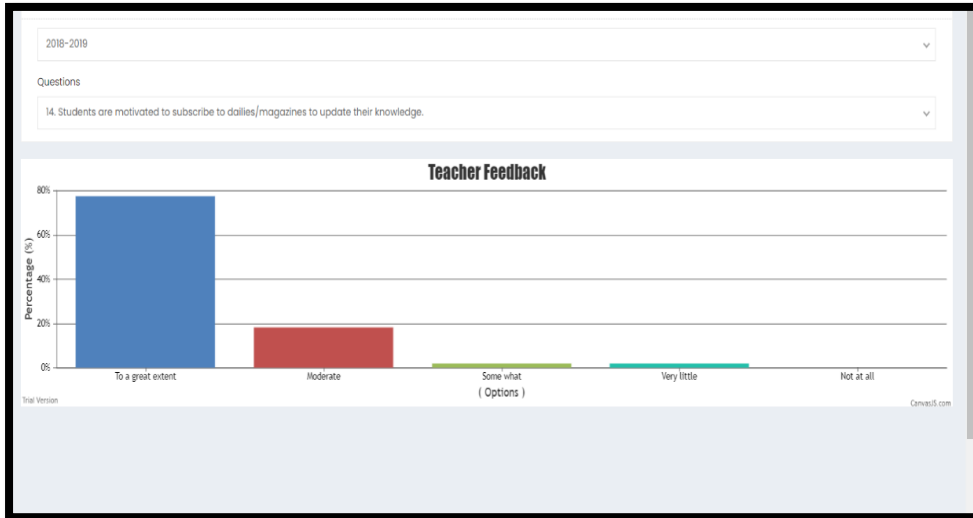 2018-2019
Questions
14. Students are motivated to subscribe to dailies/magazines to update their knowledge.
Teacher Feedback
Percentage (%)
80%
60%
40%
20%
0%
To a great extent
Moderate
Some what
Very little
Not at all
( Options )
Trial Version
CanvasJS.com